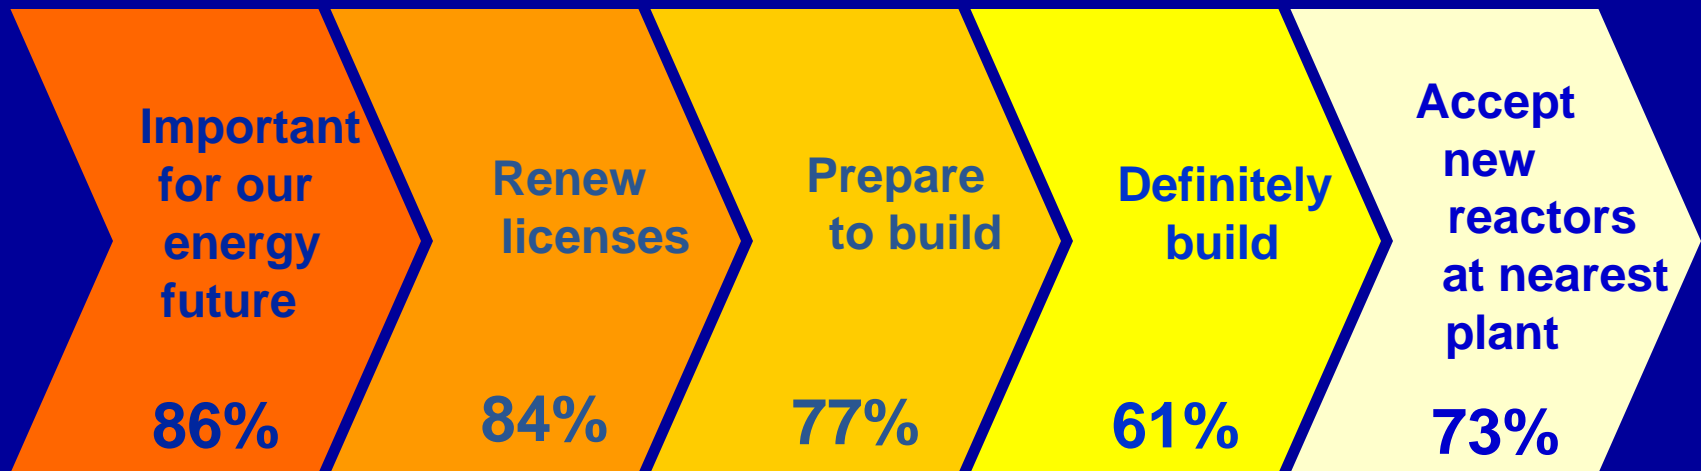 Important
for our
energy
future
86%
Renew
licenses
84%
Prepare
to build
77%
Definitely
build
61%
Accept
new
reactors
at nearest
plant
73%